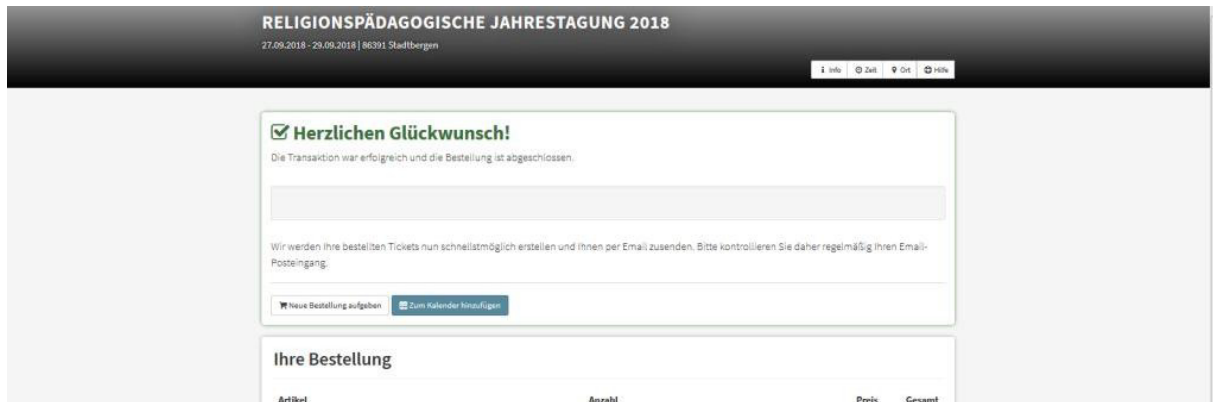 RELIGIONSPÄDAGOGISCHE JAHRESTAGUNG 2018
27.09.2018 - 29.09.2018 | 86391 Stadtbergen
Info Zeit Ort Hilfe
Herzlichen Glückwunsch!
Die Transaktion war erfolgreich und die Bestellung ist abgeschlossen.
Wir werden Ihre bestellten Tickets nun schnellstmöglich erstellen und Ihnen per Email zusenden. Bitte kontrollieren Sie daher regelmäßig Ihren Email-
Posteingang.
Neue Bestellung aufgeben Zum Kalender hinzufügen
Ihre Bestellung
Artikel Anzahl Preis Gesamt